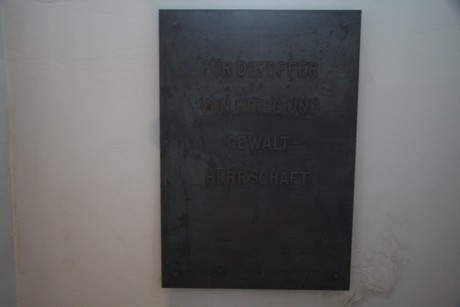 FÜR DIE OPFER
VON KRIEG UND
GEWALT-
HERRSCHAFT